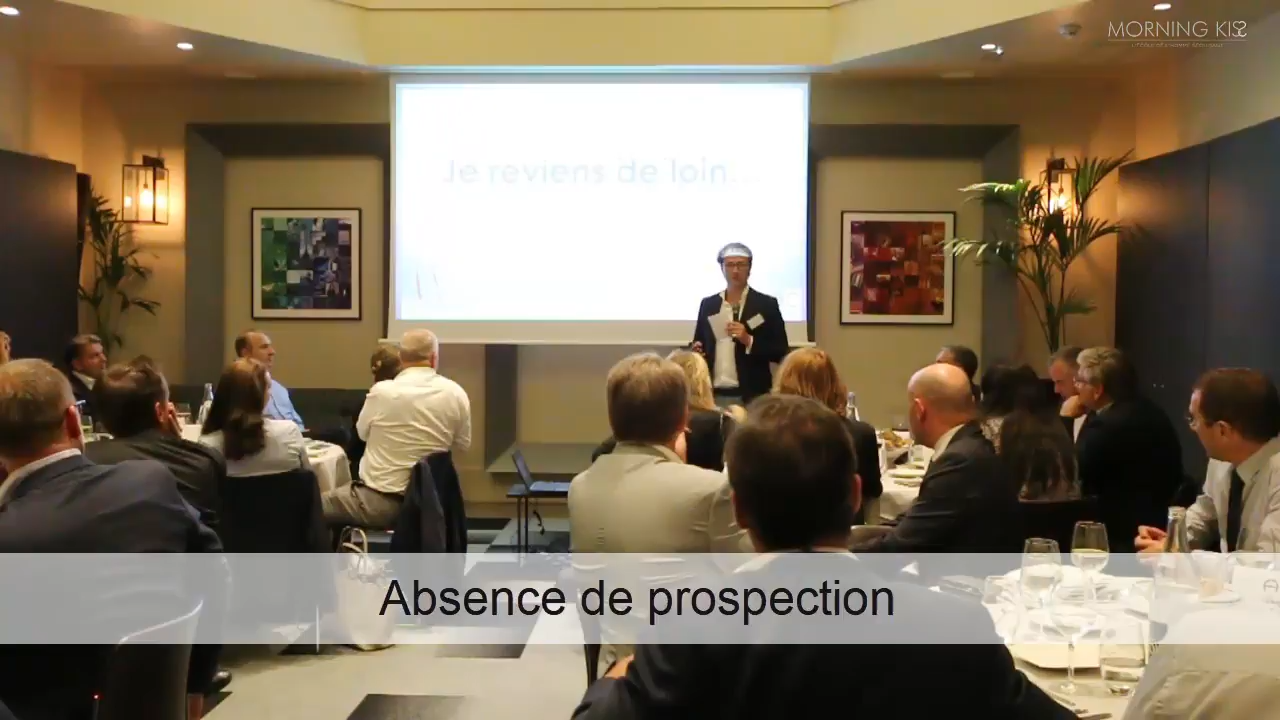 MORNING KISS
Je reviens de loin...
Absence de prospection